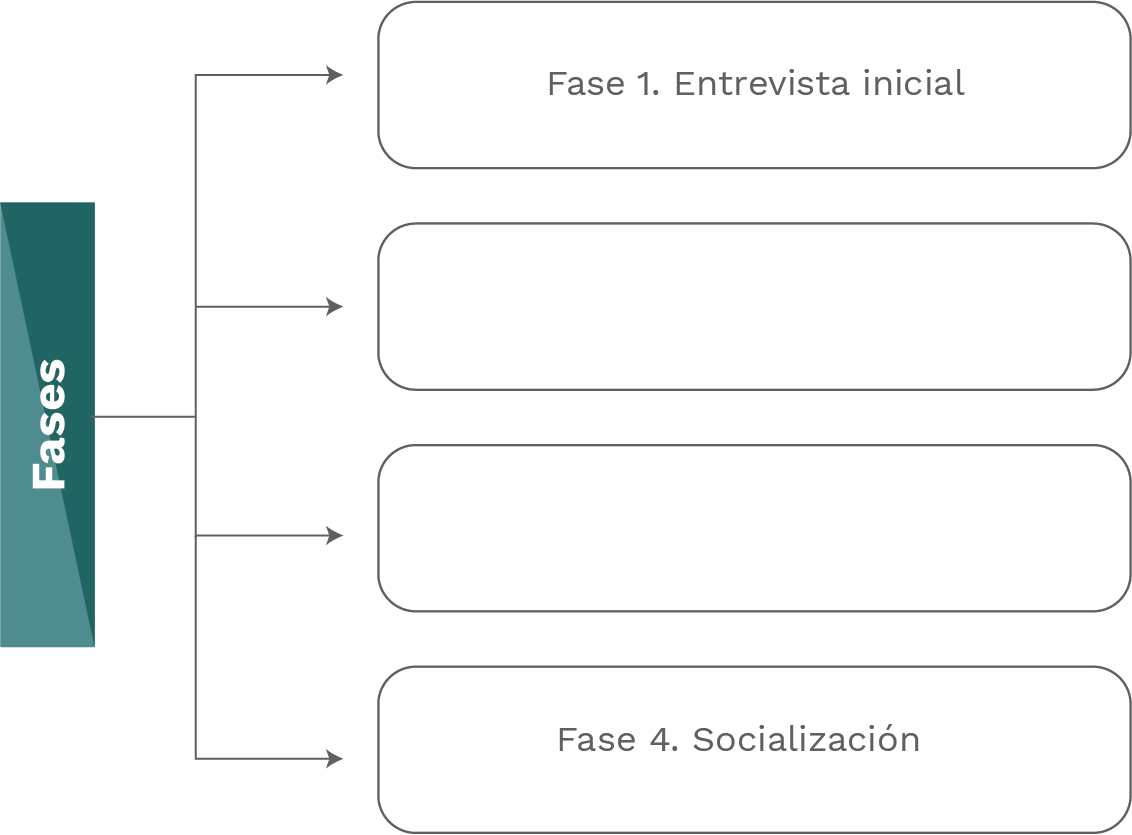 Fase 1. Entrevista inicial
Fases
Fase 4. Socialización